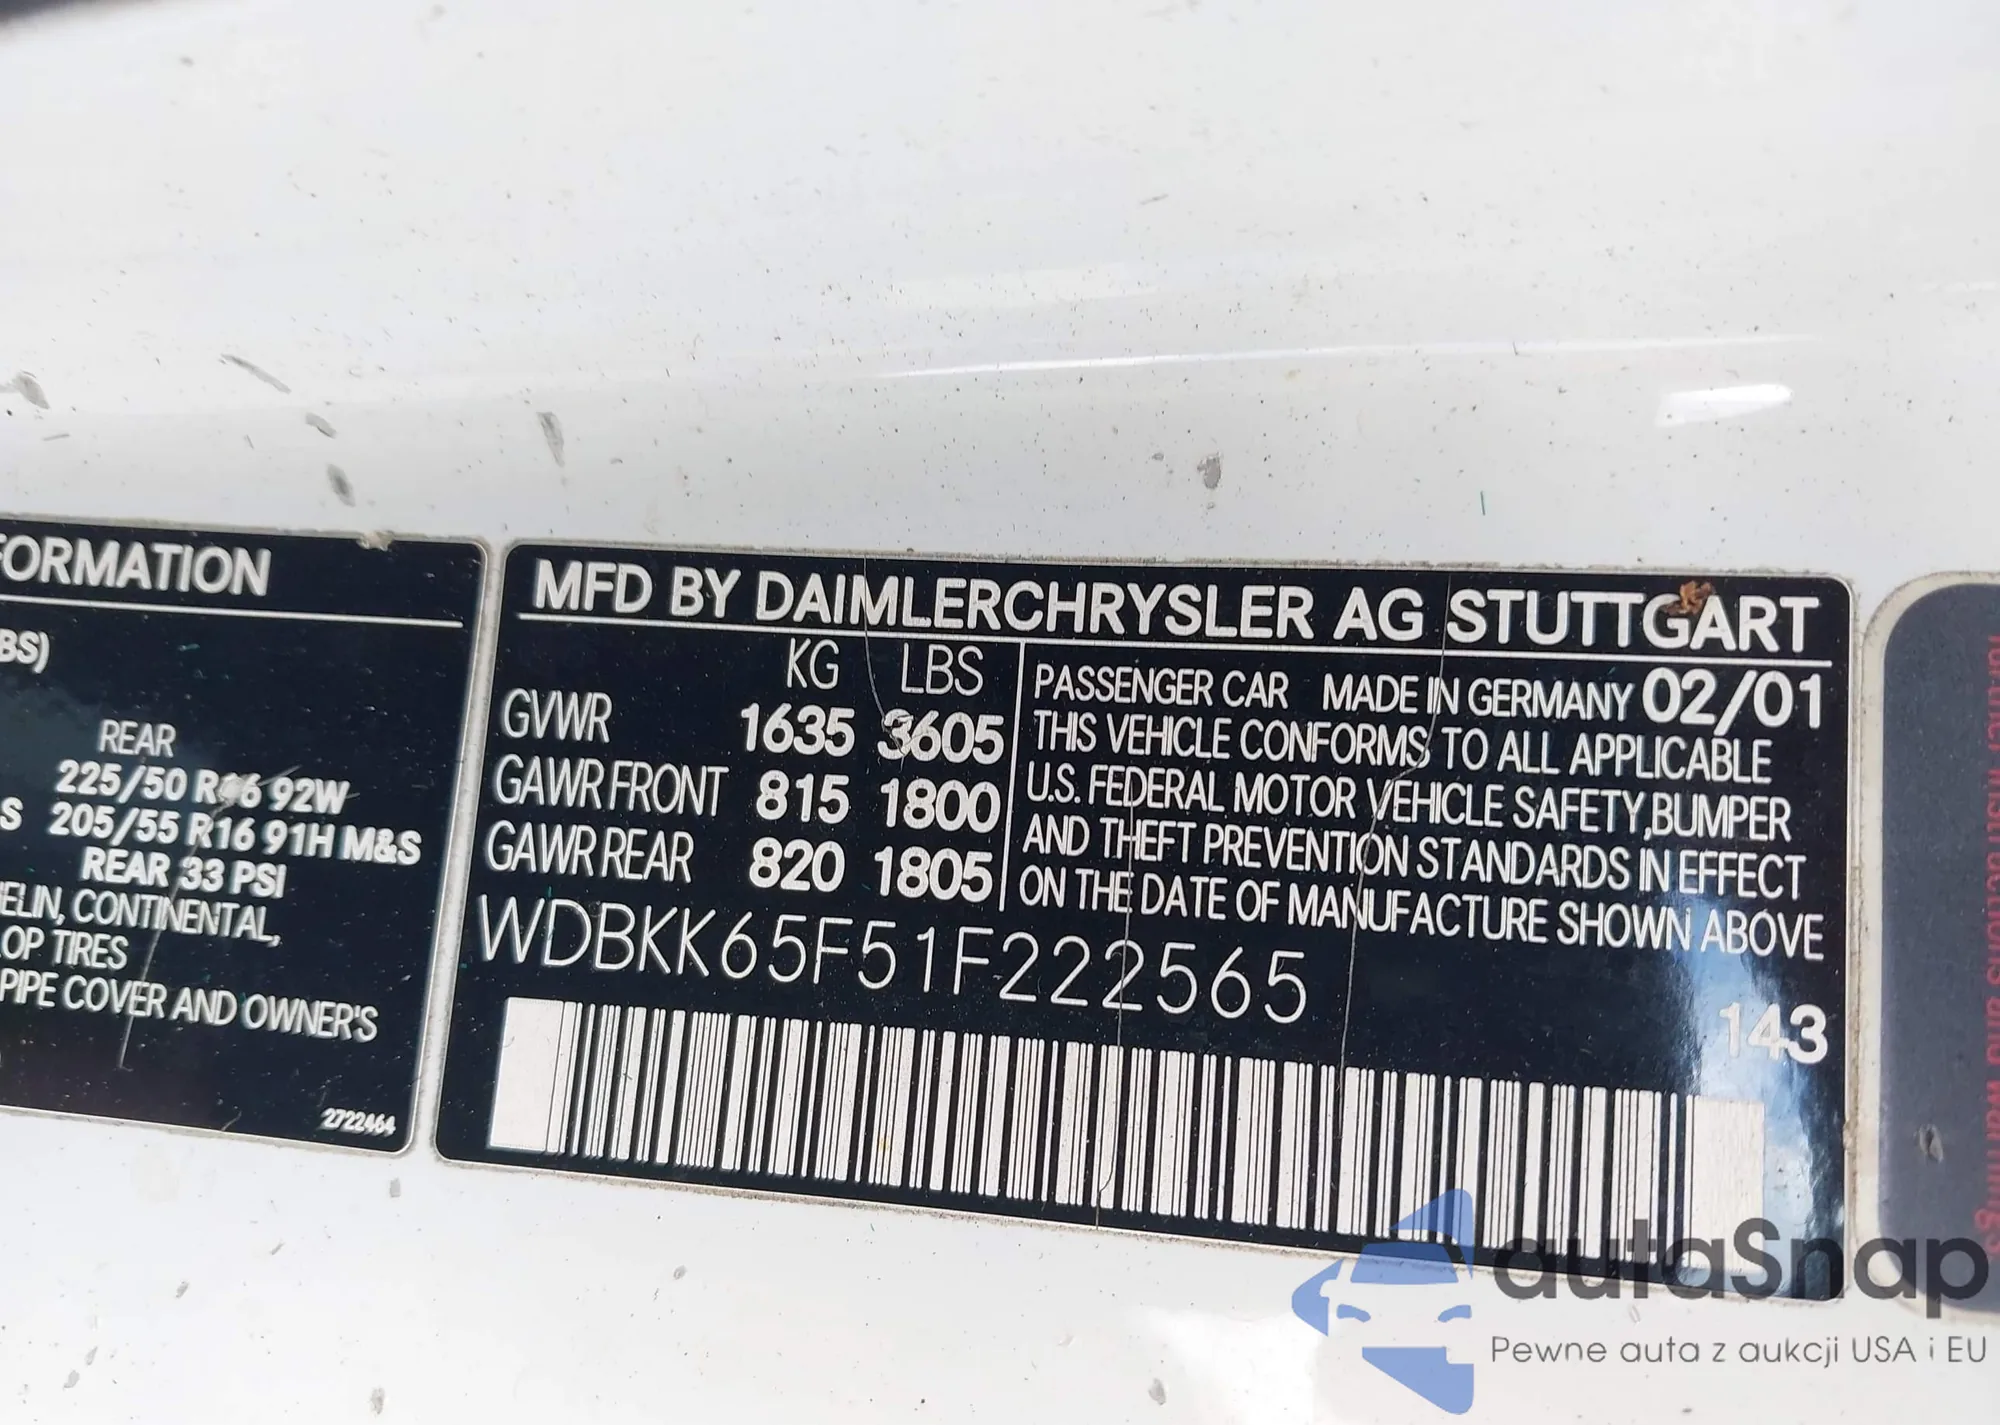 FORMATION
BS)
REAR
225/50 R16 92W
S 205/55 R16 91H M&S
REAR 33 PSI
ELIN, CONTINENTAL,
OP TIRES
PIPE COVER AND OWNER'S
2722464
MFD BY DAIMLERCHRYSLER AG STUTTGART
KG LBS
GVWR 1635 3605
GAWR FRONT 815 1800
GAWR REAR 820 1805
PASSENGER CAR MADE IN GERMANY 02/01
THIS VEHICLE CONFORMS TO ALL APPLICABLE
U.S. FEDERAL MOTOR VEHICLE SAFETY, BUMPER
AND THEFT PREVENTION STANDARDS IN EFFECT
ON THE DATE OF MANUFACTURE SHOWN ABOVE
WDBKK65F51F222565
143
instructions and warnings
autaSnap
Pewne auta z aukcji USA i EU